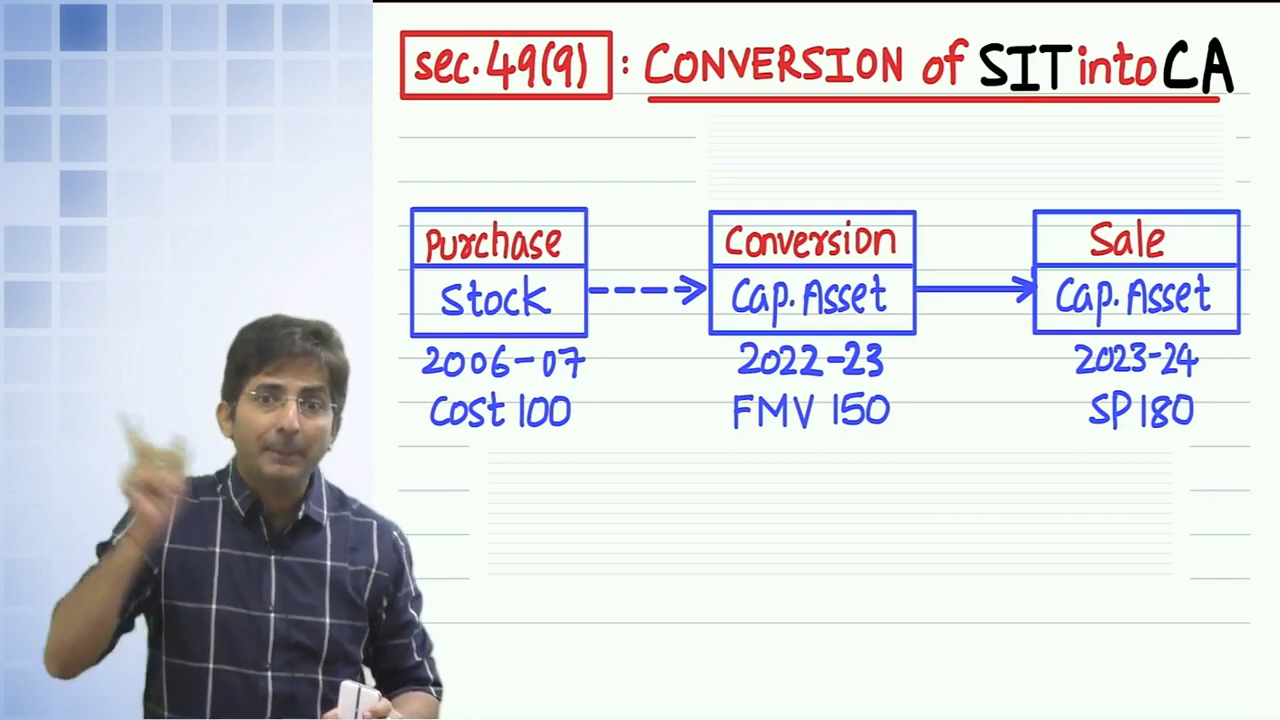 sec.49(9) : CONVERSION of SIT into CA
Purchase
Stock
2006-07
Cost 100
Conversion
Cap. Asset
2022-23
FMV 150
Sale
Cap. Asset
2023-24
SP 180